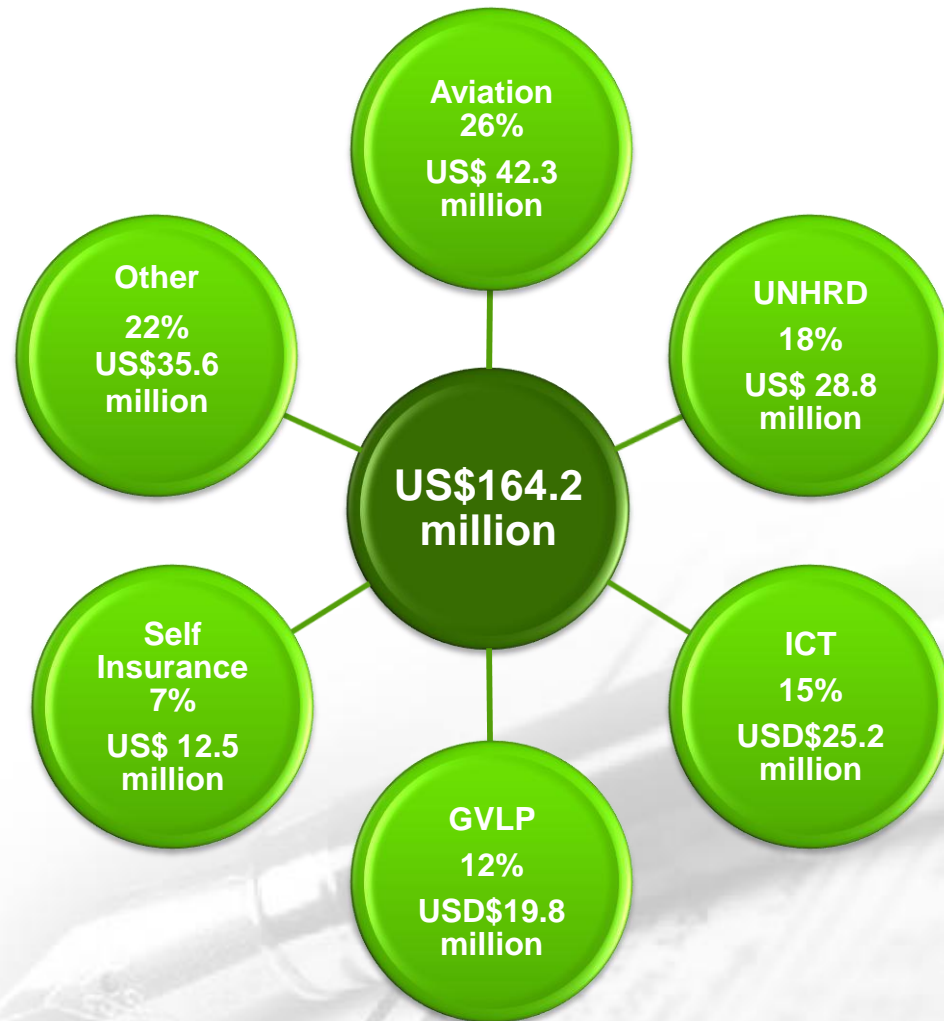 Aviation
26%
US$ 42.3
million
Other
22%
US$35.6
million
UNHRD
18%
US$ 28.8
million
US$164.2
million
Self
Insurance
7%
US$ 12.5
million
ICT
15%
USD$25.2
million
GVLP
12%
USD$19.8
million